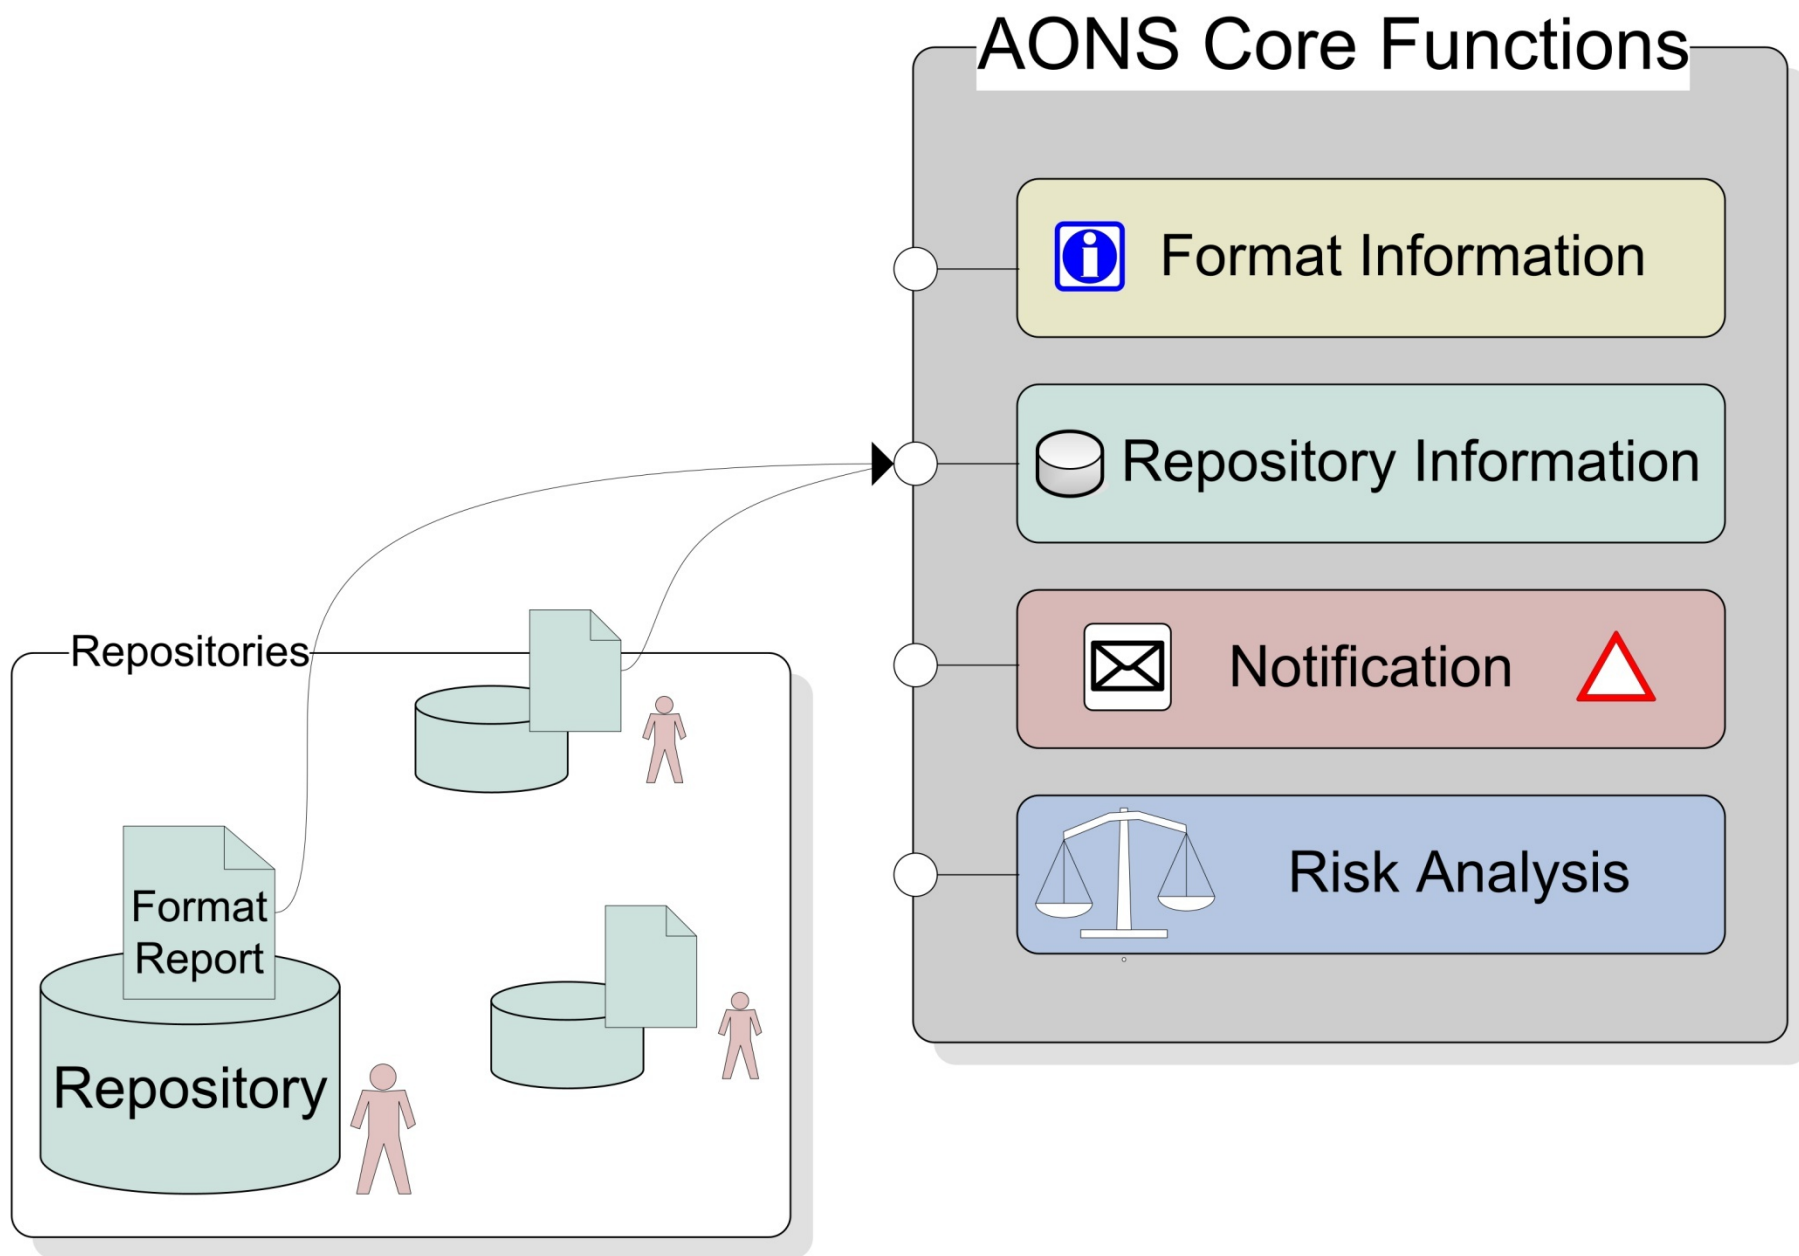 AONS Core Functions
Format Information
Repository Information
Notification
Risk Analysis
Repositories
Format
Report
Repository